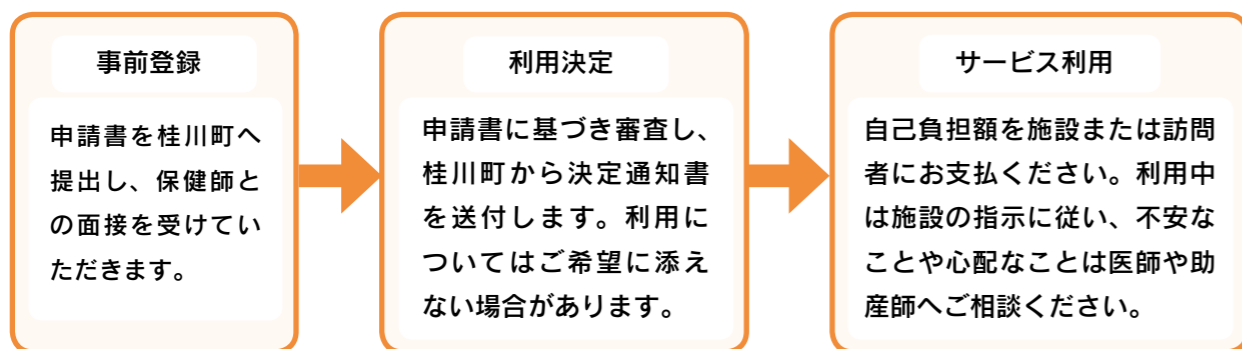 事前登録
申請書を桂川町へ
提出し、保健師と
の面接を受けてい
ただきます。
利用決定
申請書に基づき審査し、
桂川町から決定通知書
を送付します。利用に
ついてはご希望に添え
ない場合があります。
サービス利用
自己負担額を施設または訪問
者にお支払ください。利用中
は施設の指示に従い、不安な
ことや心配なことは医師や助
産師へご相談ください。